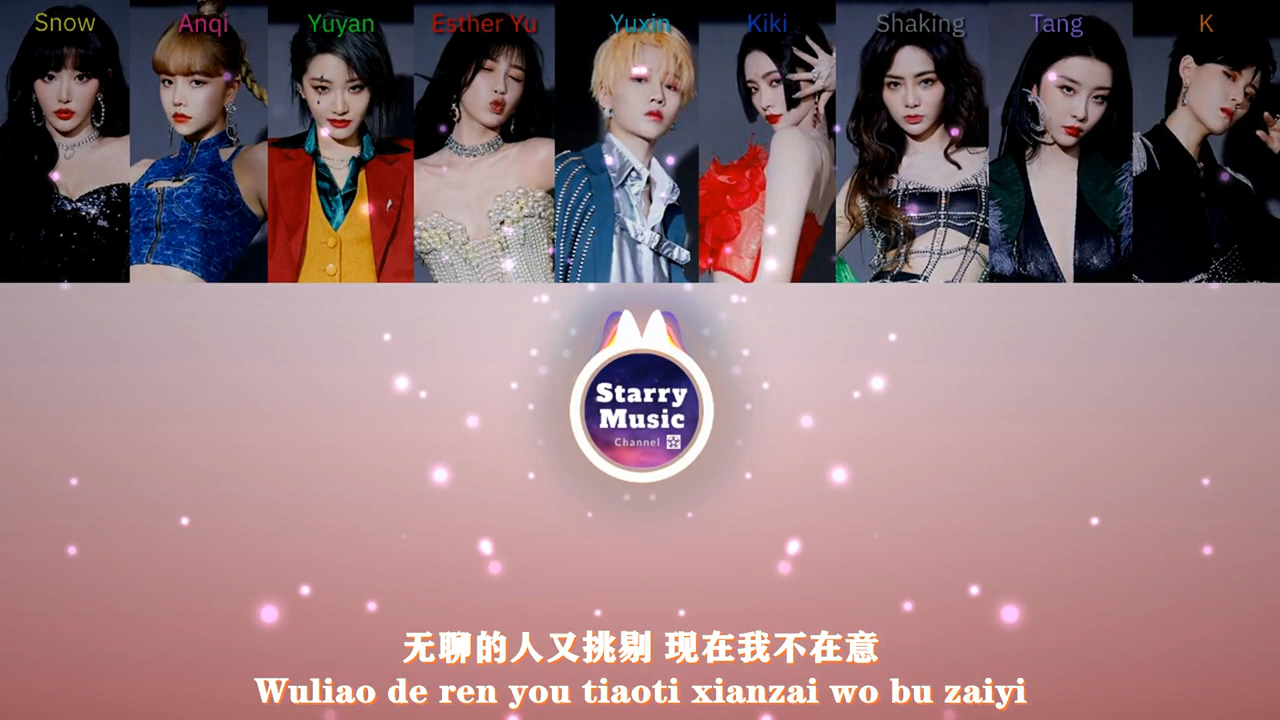 Snow Anqi Yuyan Esther Yu Yuxin Kiki Shaking Tang K
Starry
Music
Channel
无聊的人又挑剔 现在我不在意
Wuliao de ren you tiaoti xianzai wo bu zaiyi